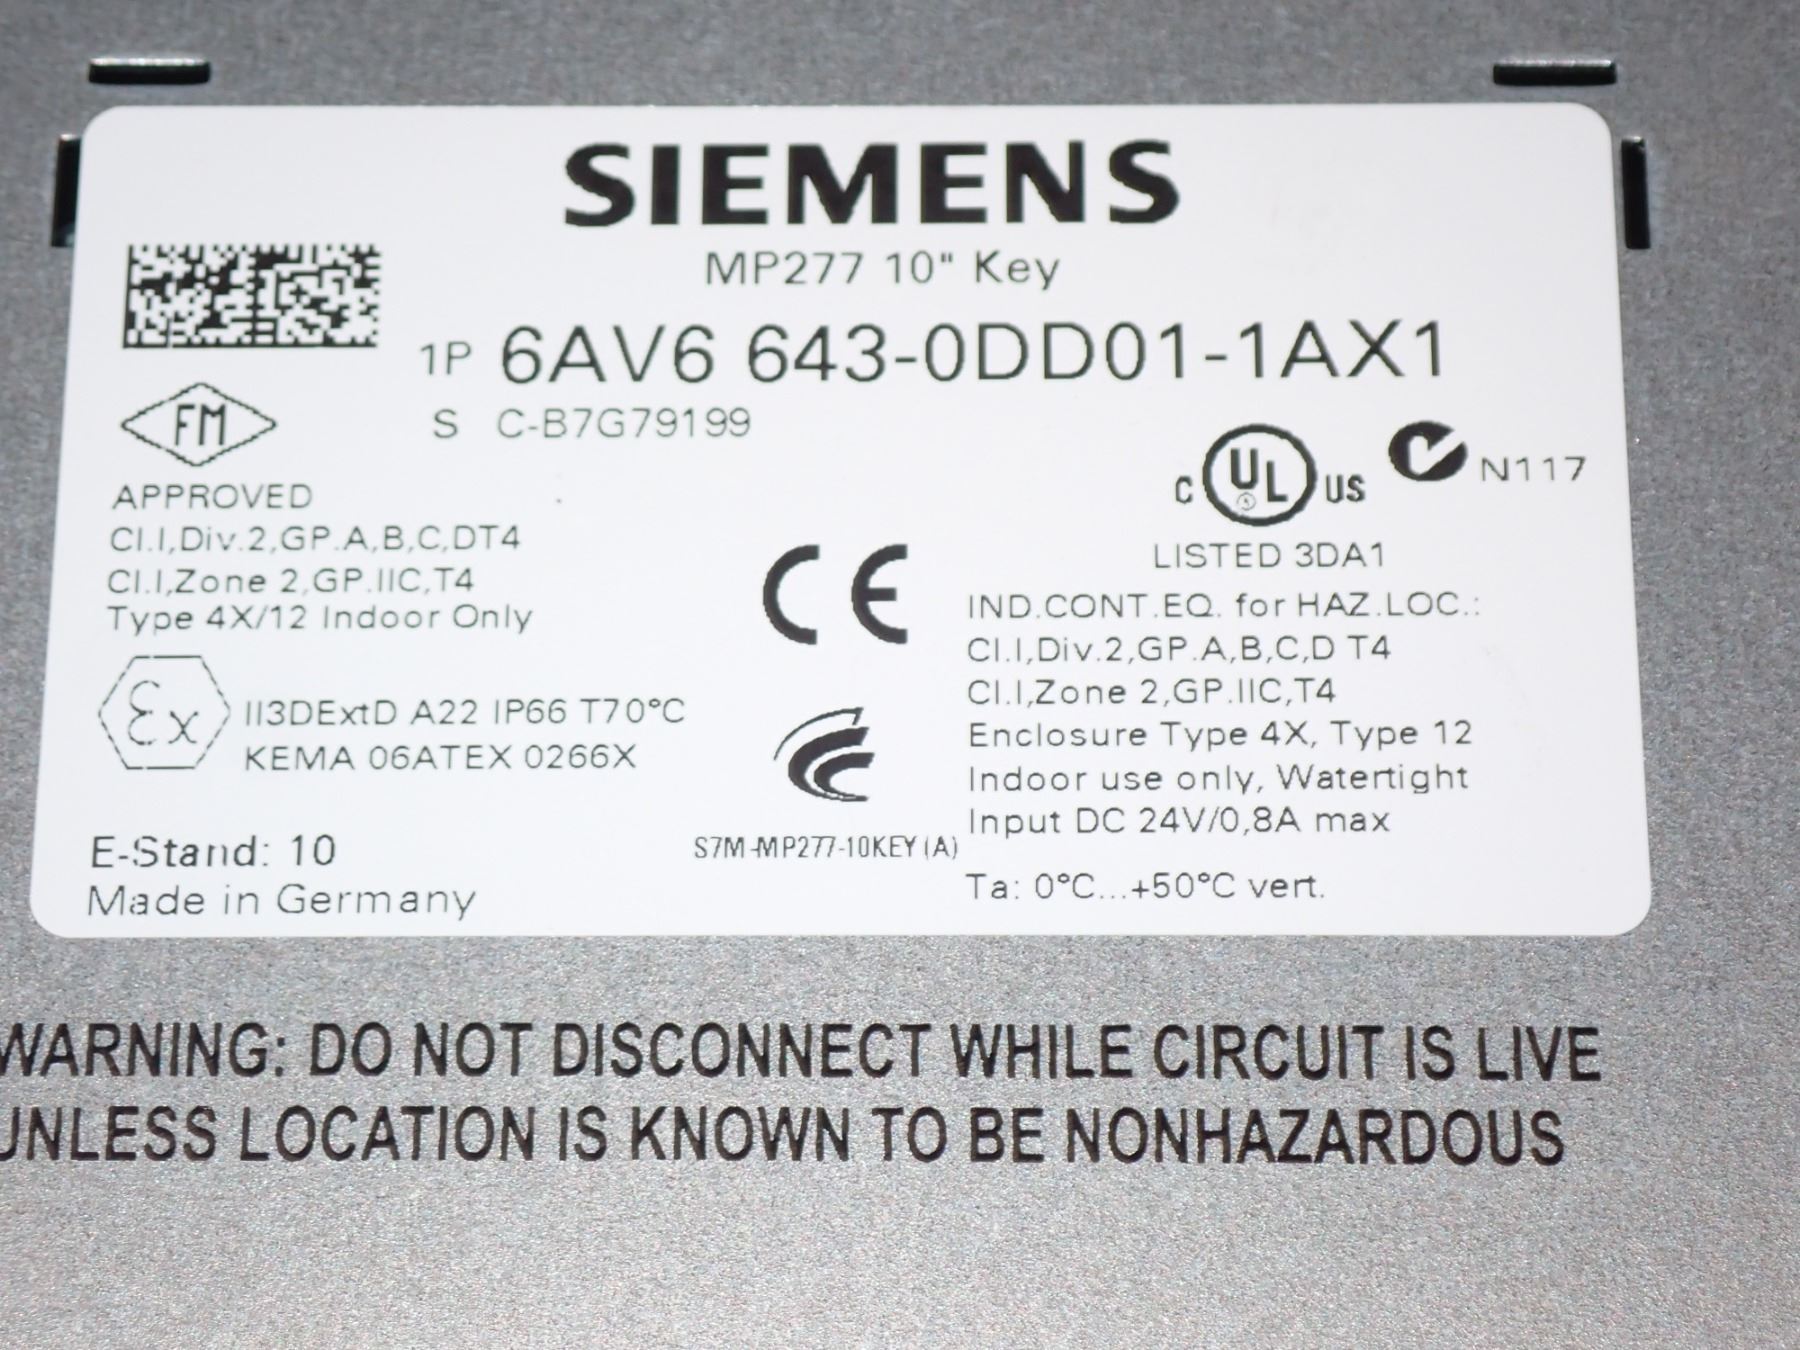 SIEMENS
MP277 10" Key
1P 6AV6 643-0DD01-1AX1
S C-B7G79199
FM
APPROVED
Cl.I,Div.2,GP.A,B,C,DT4
Cl.I,Zone 2,GP.IIC,T4
Type 4X/12 Indoor Only
Ex
II3DExtD A22 IP66 T70°C
KEMA 06ATEX 0266X
E-Stand: 10
Made in Germany
CE
S7M-MP277-10KEY(A)
C UL US
N117
LISTED 3DA1
IND.CONT.EQ. for HAZ.LOC.:
Cl.I,Div.2,GP.A,B,C,D T4
Cl.I,Zone 2,GP.IIC,T4
Enclosure Type 4X, Type 12
Indoor use only, Watertight
Input DC 24V/0,8A max
Ta: 0°C...+50°C vert.
WARNING: DO NOT DISCONNECT WHILE CIRCUIT IS LIVE
UNLESS LOCATION IS KNOWN TO BE NONHAZARDOUS